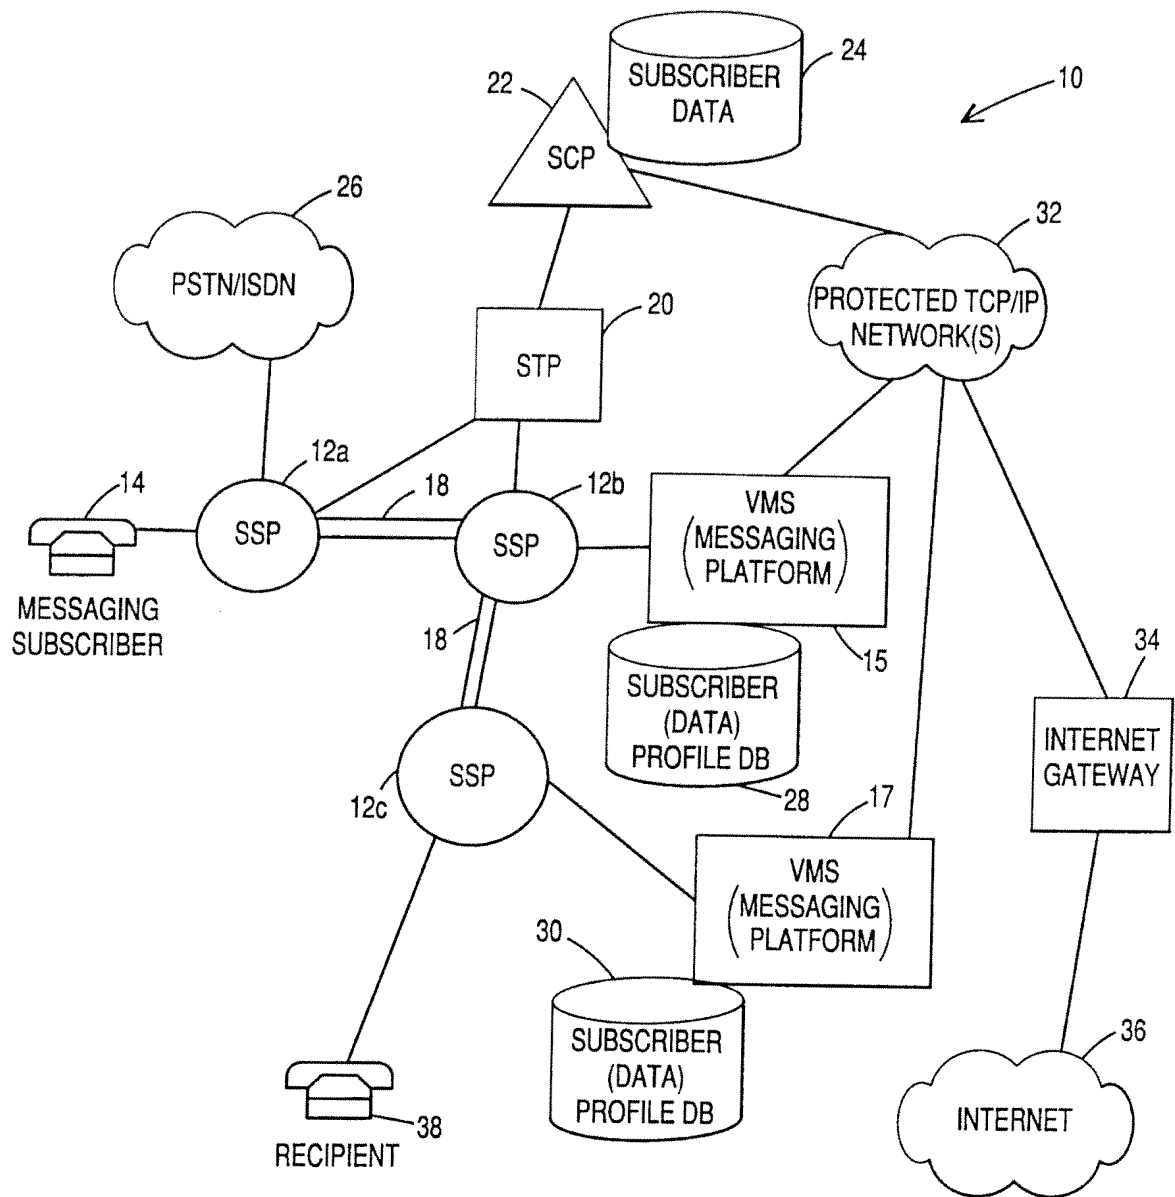 SUBSCRIBER
DATA
24
10
22
SCP
26
32
PSTN/ISDN
PROTECTED TCP/IP
NETWORK(S)
20
STP
12a
14
18
12b
SSP
SSP
VMS
(MESSAGING)
(PLATFORM)
MESSAGING
SUBSCRIBER
18
15
34
SUBSCRIBER
(DATA)
PROFILE DB
INTERNET
GATEWAY
SSP
12c
28
17
VMS
(MESSAGING)
(PLATFORM)
30
SUBSCRIBER
(DATA)
PROFILE DB
36
INTERNET
38
RECIPIENT